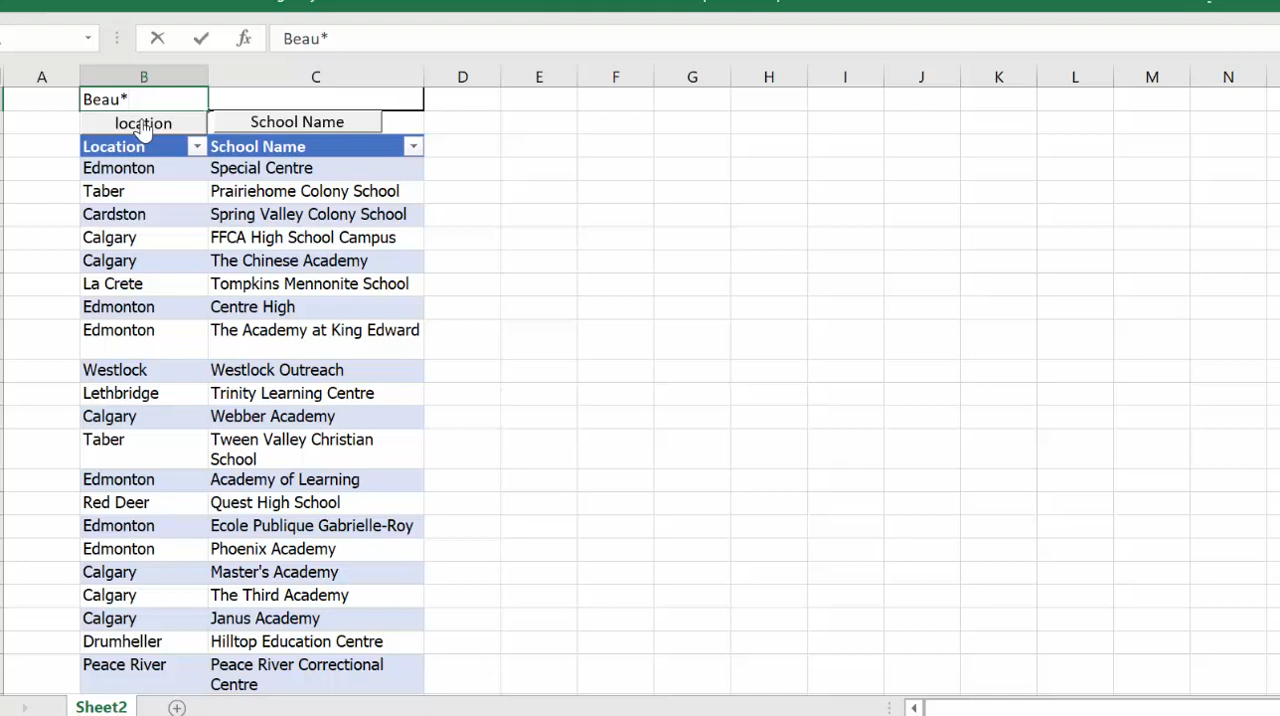 fx Beau*
A B C D E F G H I J K L M N
Beau*
location School Name
Location School Name
Edmonton Special Centre
Taber Prairiehome Colony School
Cardston Spring Valley Colony School
Calgary FFCA High School Campus
Calgary The Chinese Academy
La Crete Tompkins Mennonite School
Edmonton Centre High
Edmonton The Academy at King Edward
Westlock Westlock Outreach
Lethbridge Trinity Learning Centre
Calgary Webber Academy
Taber Tween Valley Christian
School
Edmonton Academy of Learning
Red Deer Quest High School
Edmonton Ecole Publique Gabrielle-Roy
Edmonton Phoenix Academy
Calgary Master's Academy
Calgary The Third Academy
Calgary Janus Academy
Drumheller Hilltop Education Centre
Peace River Peace River Correctional
Centre
Sheet2